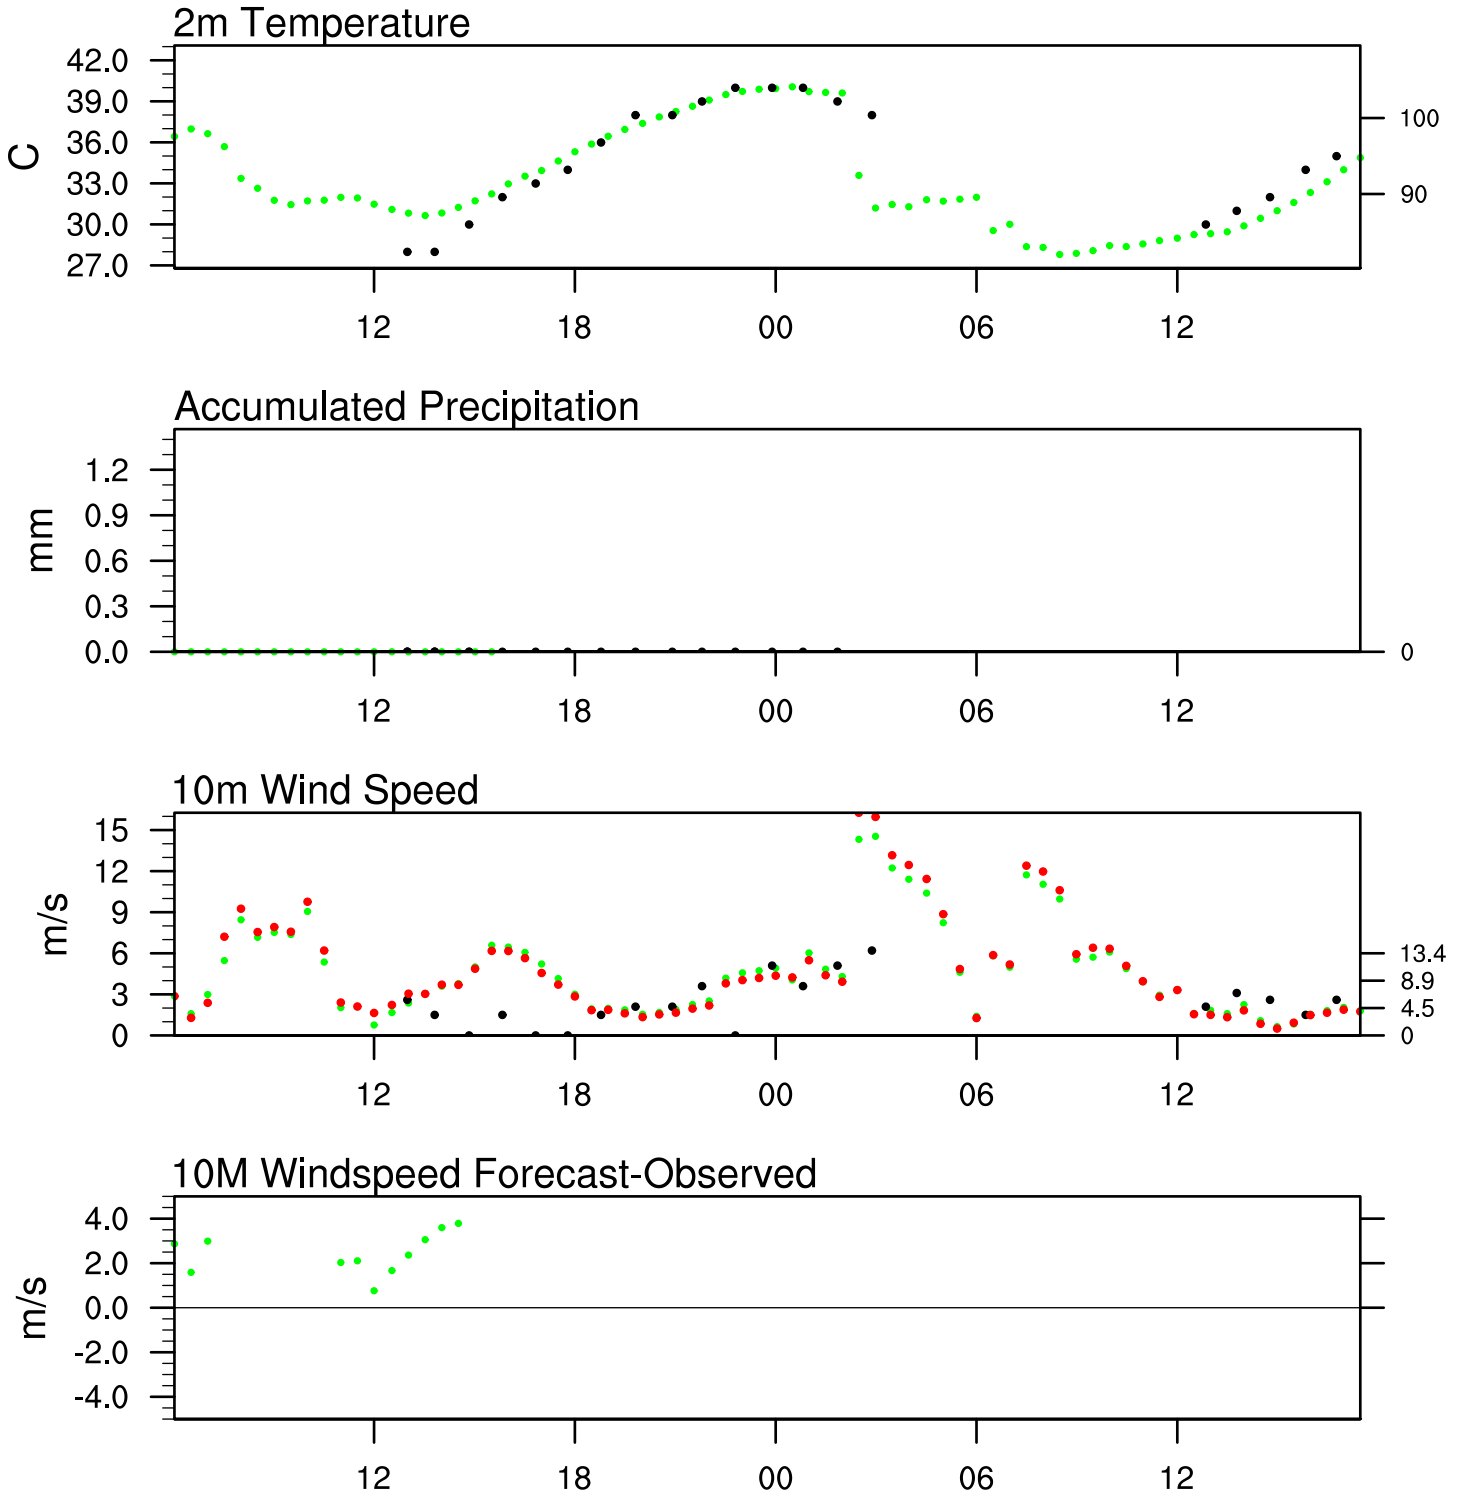 2m Temperature
42.0
39.0
36.0
33.0
30.0
27.0
C
100
90
12 18 00 06 12
Accumulated Precipitation
1.2
0.9
0.6
0.3
0.0
mm
0
12 18 00 06 12
10m Wind Speed
15
12
9
6
3
0
m/s
13.4
8.9
4.5
0
12 18 00 06 12
10M Windspeed Forecast-Observed
4.0
2.0
0.0
-2.0
-4.0
m/s
12 18 00 06 12